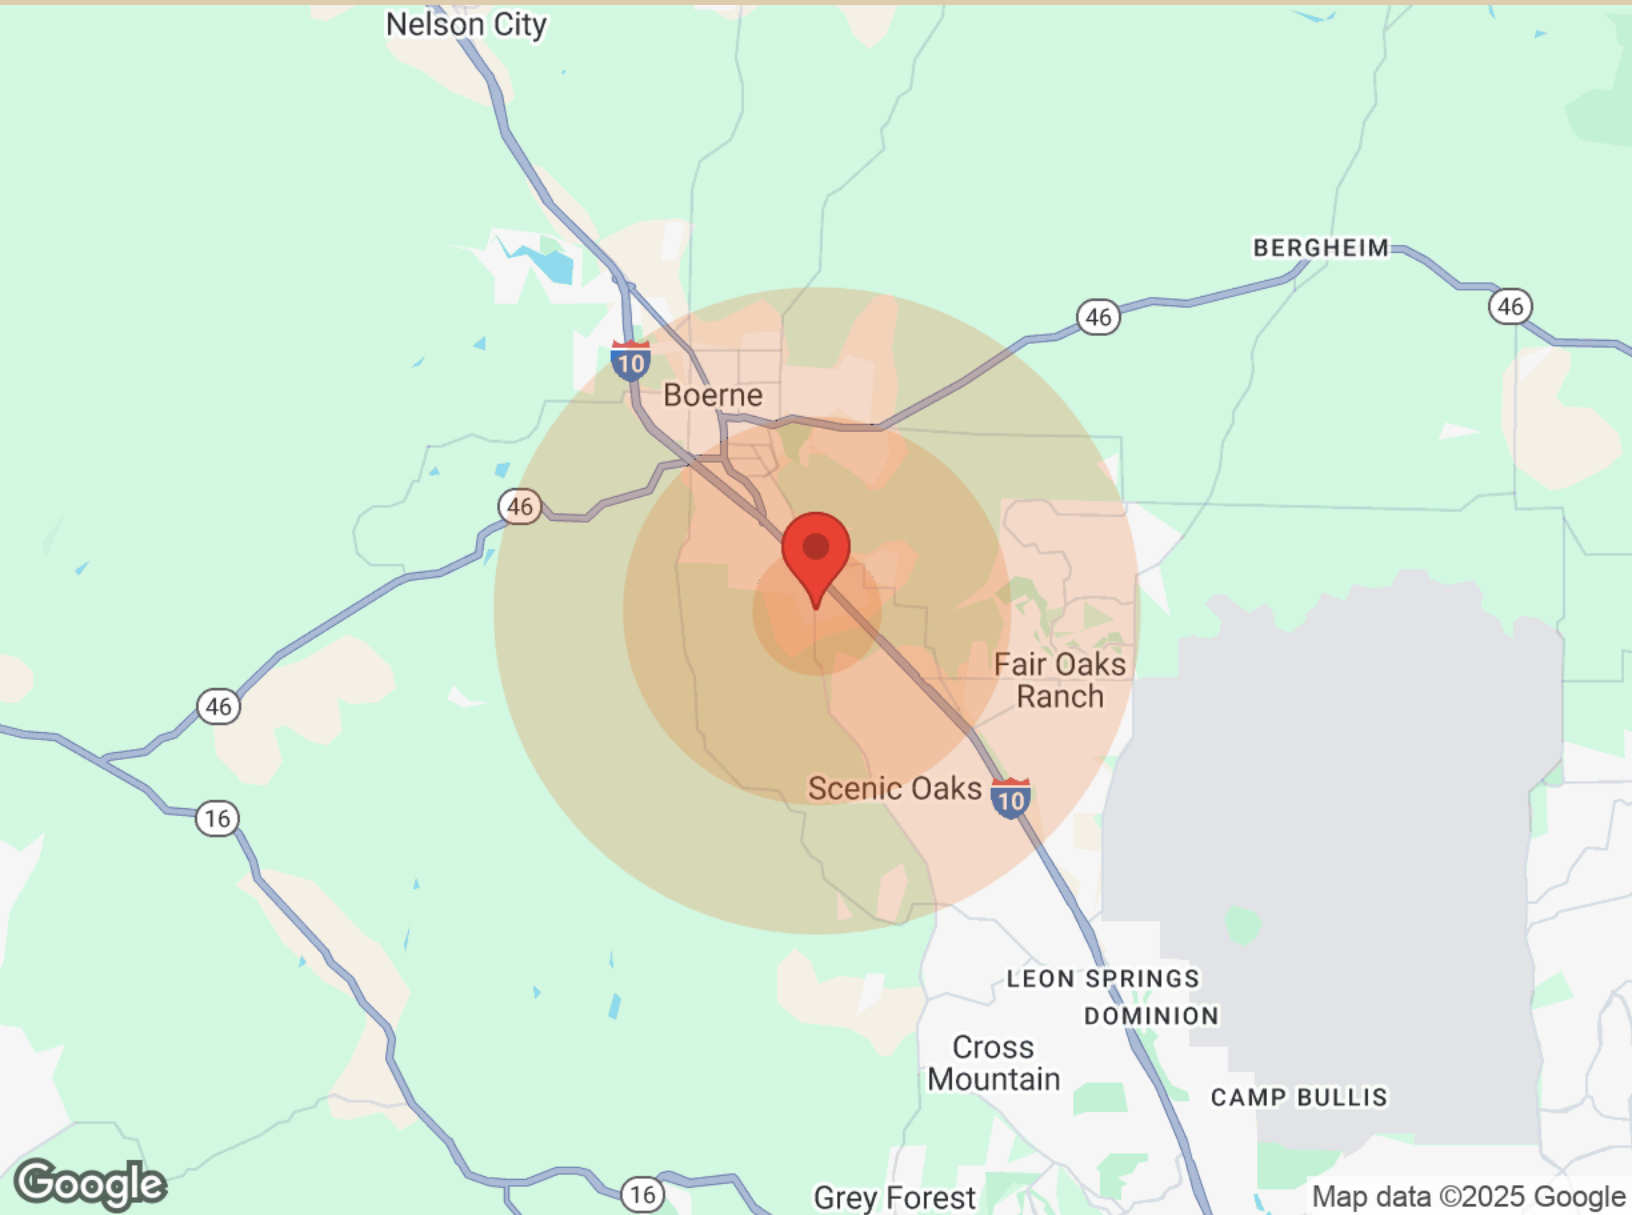 Nelson City
BERGHEIM
46
46
10
Boerne
46
Fair Oaks
Ranch
46
Scenic Oaks
10
16
LEON SPRINGS
DOMINION
Cross
Mountain
CAMP BULLIS
Google
16
Grey Forest
Map data ©2025 Google